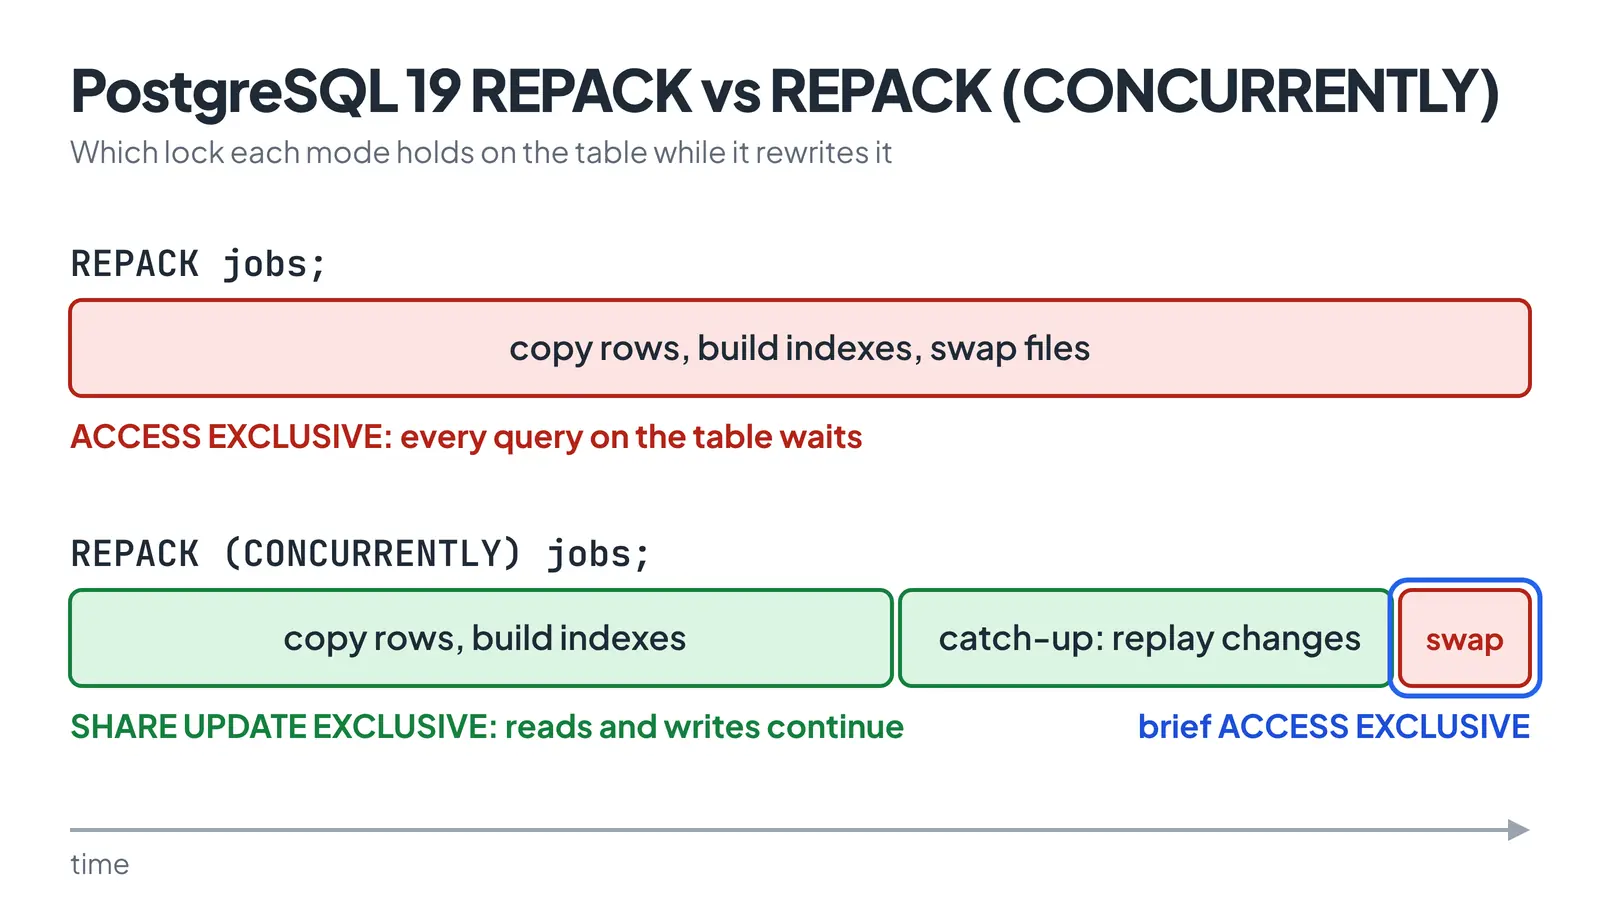 PostgreSQL 19 REPACK vs REPACK (CONCURRENTLY)
Which lock each mode holds on the table while it rewrites it
REPACK jobs;
copy rows, build indexes, swap files
ACCESS EXCLUSIVE: every query on the table waits
REPACK (CONCURRENTLY) jobs;
copy rows, build indexes
catch-up: replay changes
swap
SHARE UPDATE EXCLUSIVE: reads and writes continue
brief ACCESS EXCLUSIVE
time